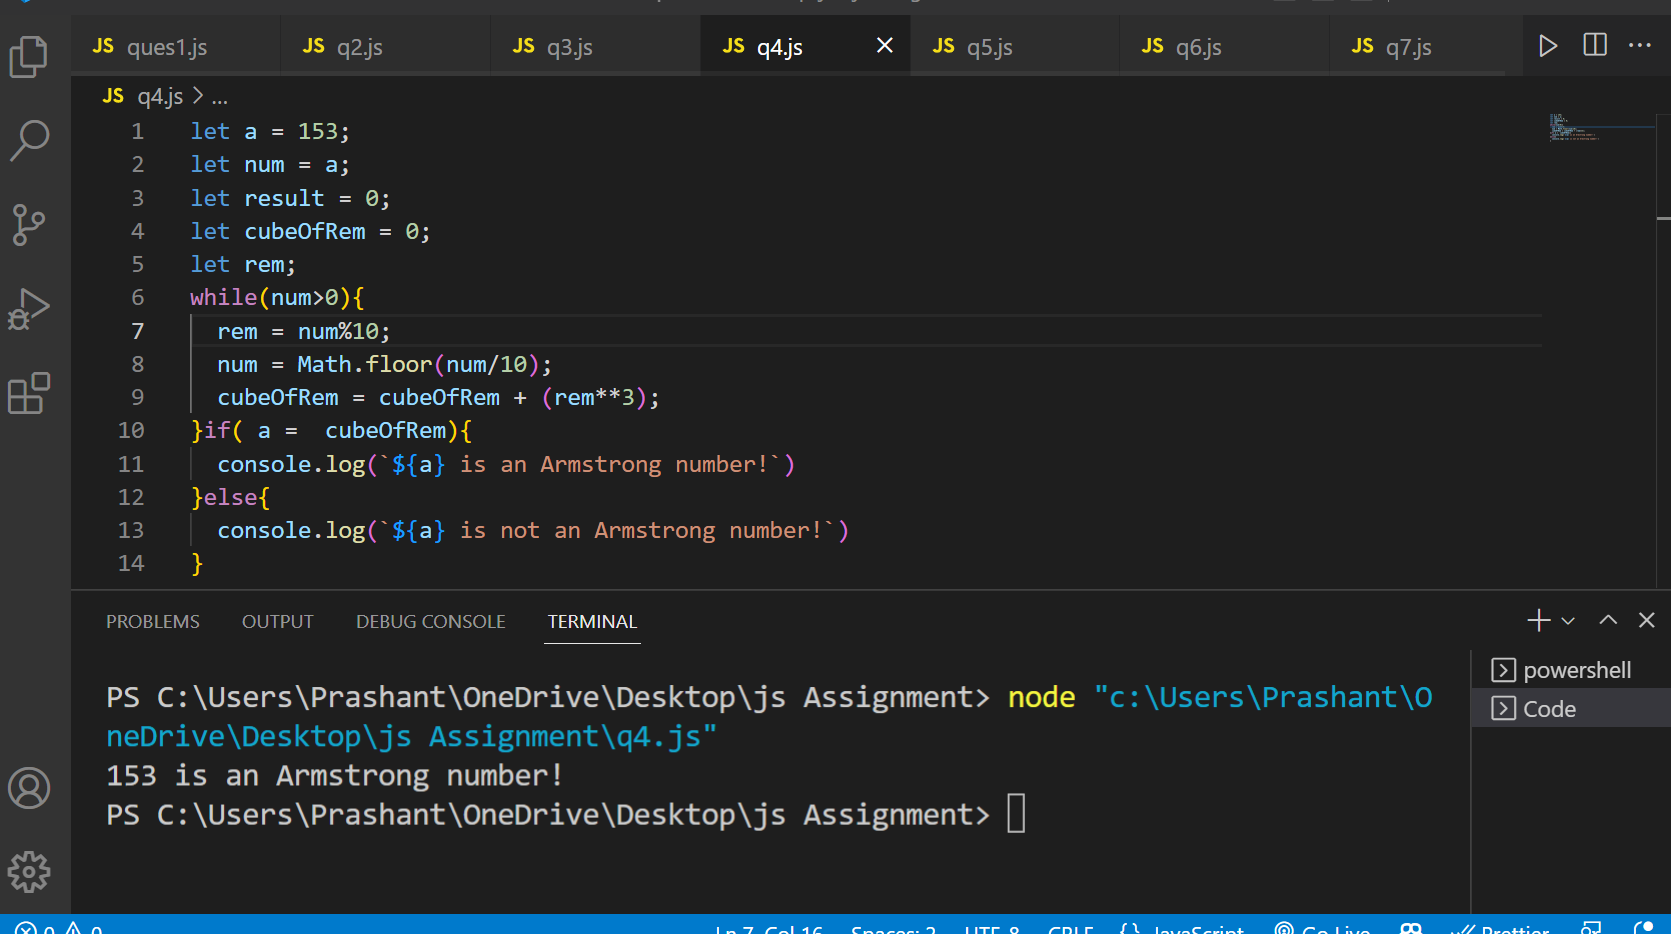 JS ques1.js JS q2.js JS q3.js JS q4.js JS q5.js JS q6.js JS q7.js
JS q4.js > ...
1 let a = 153;
2 let num = a;
3 let result = 0;
4 let cubeOfRem = 0;
5 let rem;
6 while(num>0){
7 rem = num%10;
8 num = Math.floor(num/10);
9 cubeOfRem = cubeOfRem + (rem**3);
10 }if( a =  cubeOfRem){
11 console.log(`${a} is an Armstrong number!`)
12 }else{
13 console.log(`${a} is not an Armstrong number!`)
14 }
PROBLEMS OUTPUT DEBUG CONSOLE TERMINAL
powershell
Code
PS C:\Users\Prashant\OneDrive\Desktop\js Assignment> node "c:\Users\Prashant\O
neDrive\Desktop\js Assignment\q4.js"
153 is an Armstrong number!
PS C:\Users\Prashant\OneDrive\Desktop\js Assignment>
0 0 Ln 7, Col 16 Spaces: 2 UTF-8 CRLF {} JavaScript Go Live Prettier